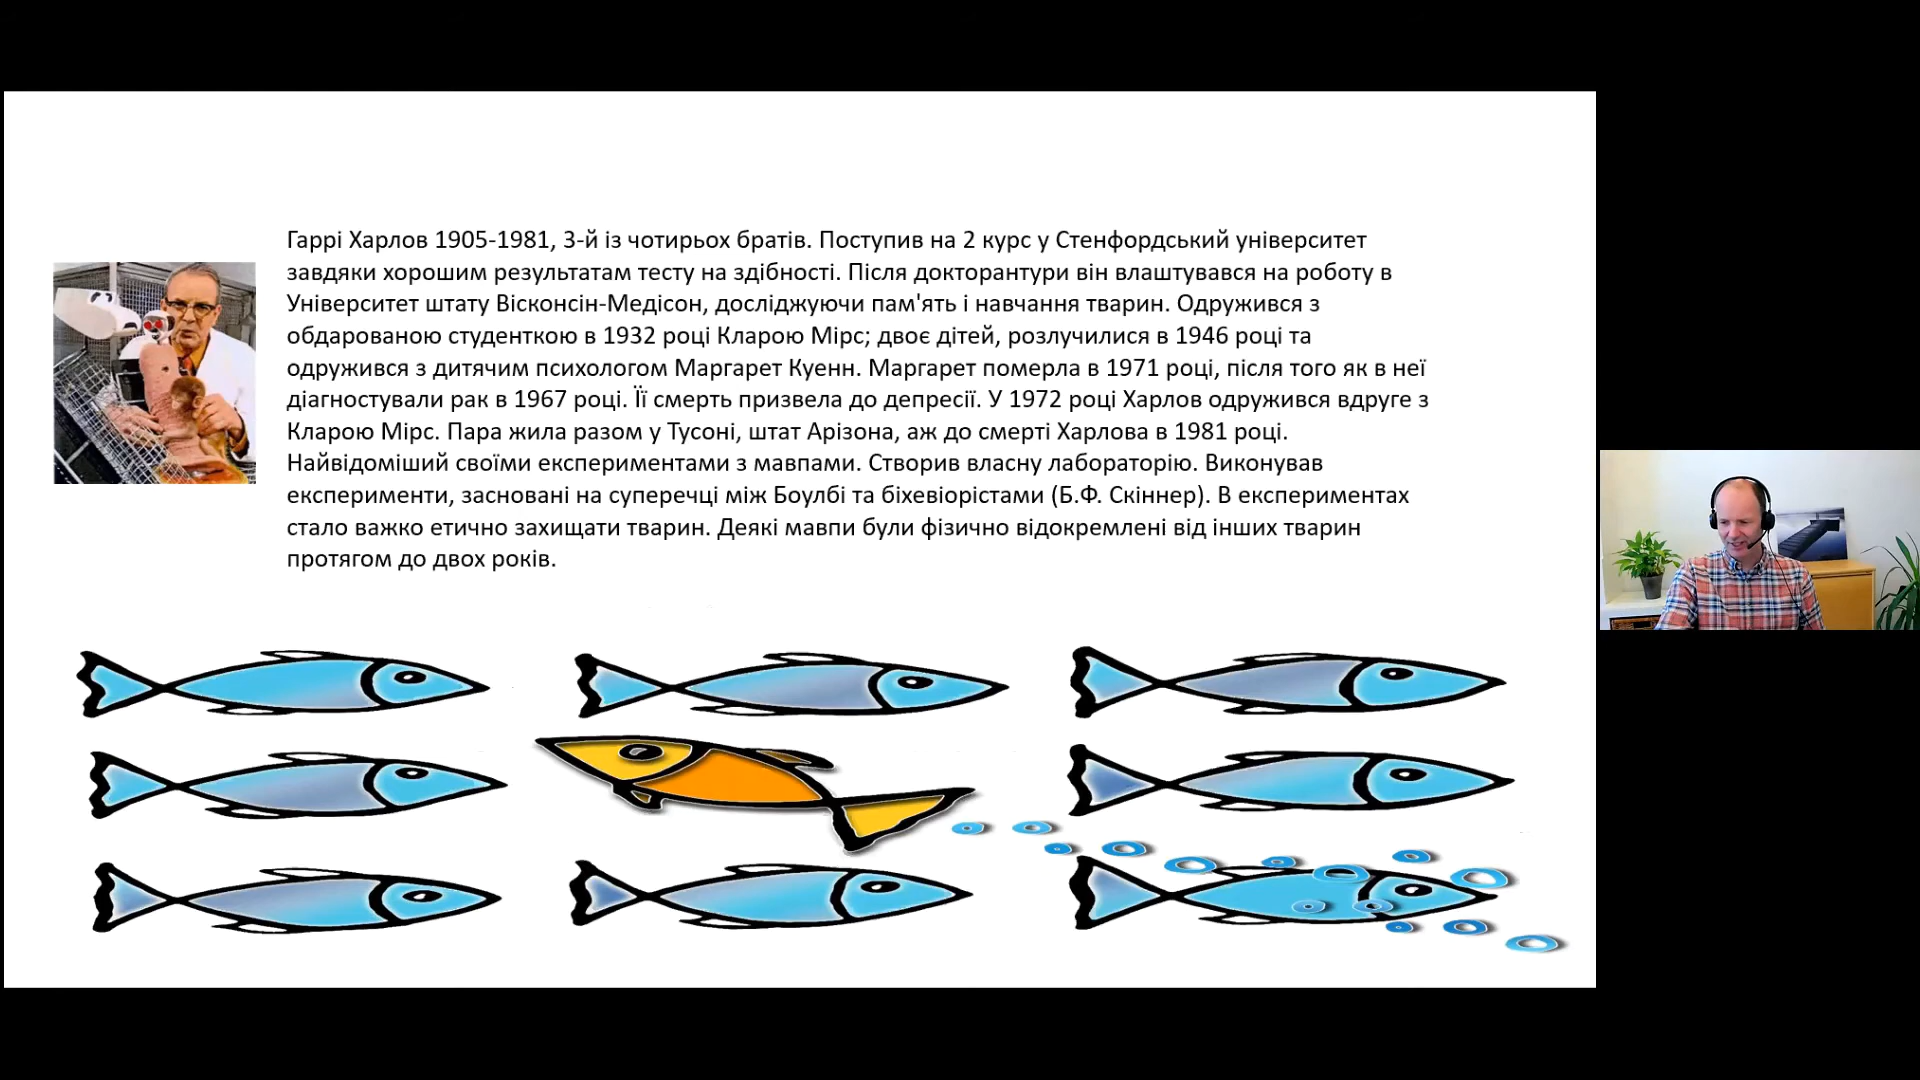 Гаррі Харлов 1905-1981, 3-й із чотирьох братів. Поступив на 2 курс у Стенфордський університет
завдяки хорошим результатам тесту на здібності. Після докторантури він влаштувався на роботу в
Університет штату Вісконсін-Медісон, досліджуючи пам'ять і навчання тварин. Одружився з
обдарованою студенткою в 1932 році Кларою Мірс; двоє дітей, розлучилися в 1946 році та
одружився з дитячим психологом Маргарет Куенн. Маргарет померла в 1971 році, після того як в неї
діагностували рак в 1967 році. Її смерть призвела до депресії. У 1972 році Харлов одружився вдруге з
Кларою Мірс. Пара жила разом у Тусоні, штат Арізона, аж до смерті Харлова в 1981 році.
Найвідоміший своїми експериментами з мавпами. Створив власну лабораторію. Виконував
експерименти, засновані на суперечці між Боулбі та біхевіорістами (Б.Ф. Скіннер). В експериментах
стало важко етично захищати тварин. Деякі мавпи були фізично відокремлені від інших тварин
протягом до двох років.